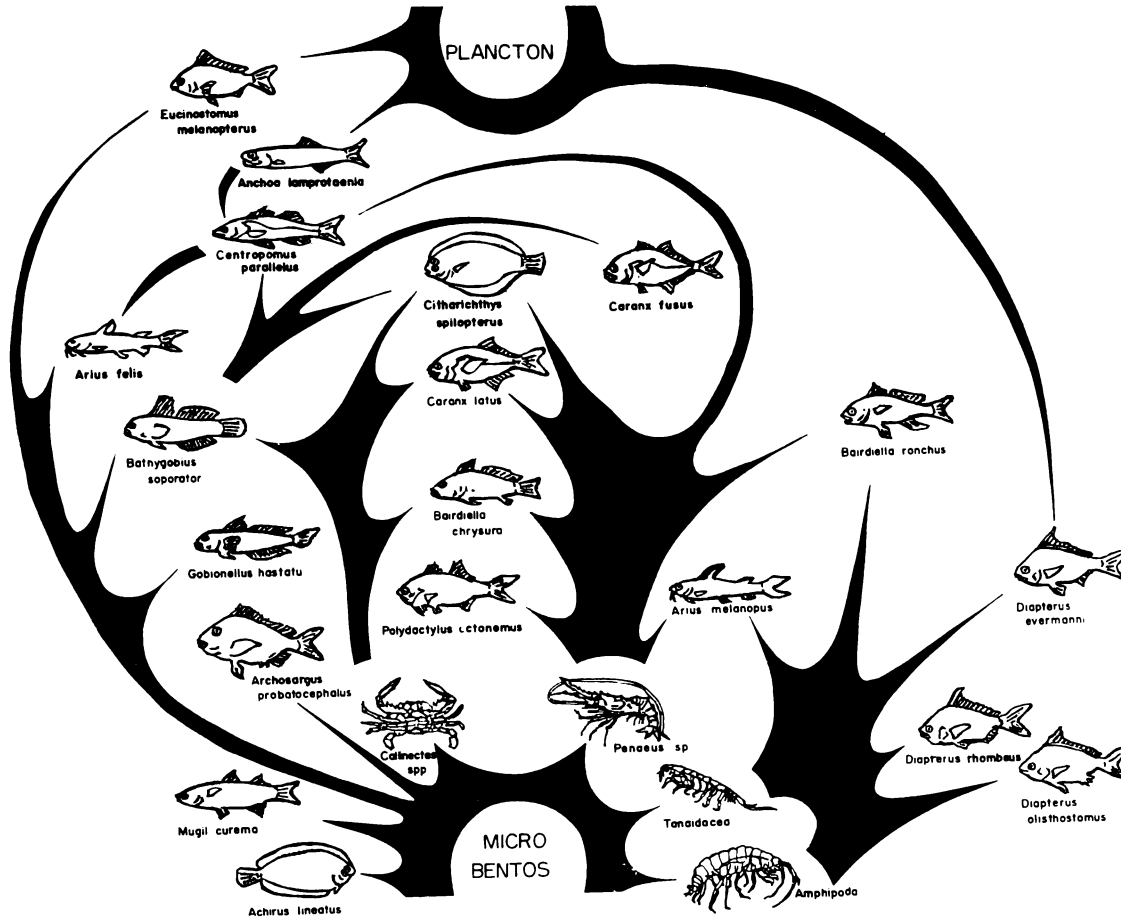 PLANCTON
Eucinostomus
melanopterus
Anchoa lamprotaenia
Centropomus
parallelus
Citharichthys
spilopterus
Caranx fusus
Arius felis
Caranx latus
Bathygobius
soporator
Bairdiella ronchus
Bairdiella
chrysura
Gobionellus hastatu
Polydactylus octonemus
Arius melanopus
Diapterus
evermanni
Archosargus
probatocephalus
Callinectes
spp
Penaeus sp
Diapterus rhombeus
Tanaidacea
Diapterus
olisthostomus
Mugil curema
MICRO
BENTOS
Amphipoda
Achirus lineatus